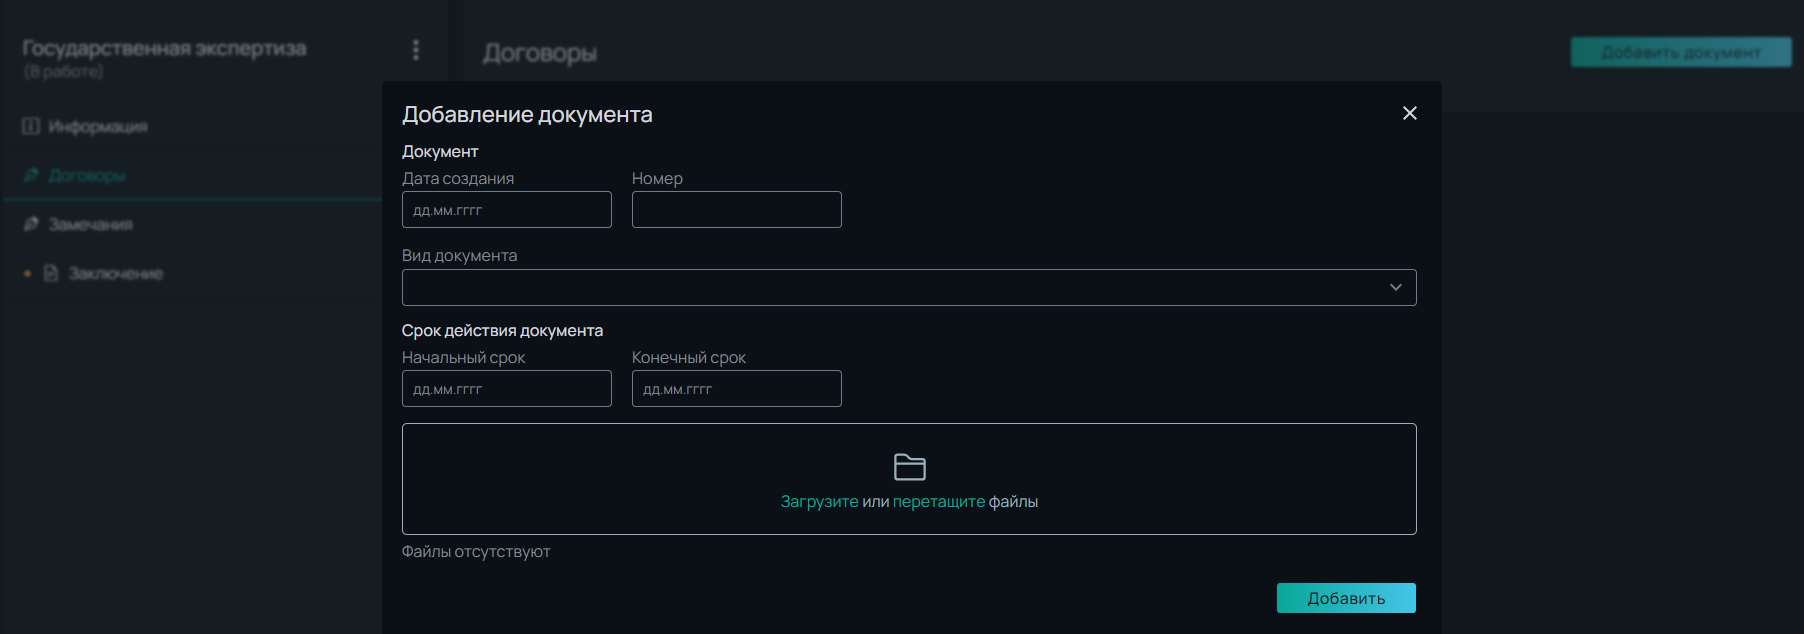 Государственная экспертиза
(В работе)
Информация
Договоры
Замечания
Заключение
Договоры
Добавить документ
Добавление документа
Документ
Дата создания
Номер
дд.мм.гггг
Вид документа
Срок действия документа
Начальный срок
Конечный срок
дд.мм.гггг
дд.мм.гггг
Загрузите или перетащите файлы
Файлы отсутствуют
Добавить